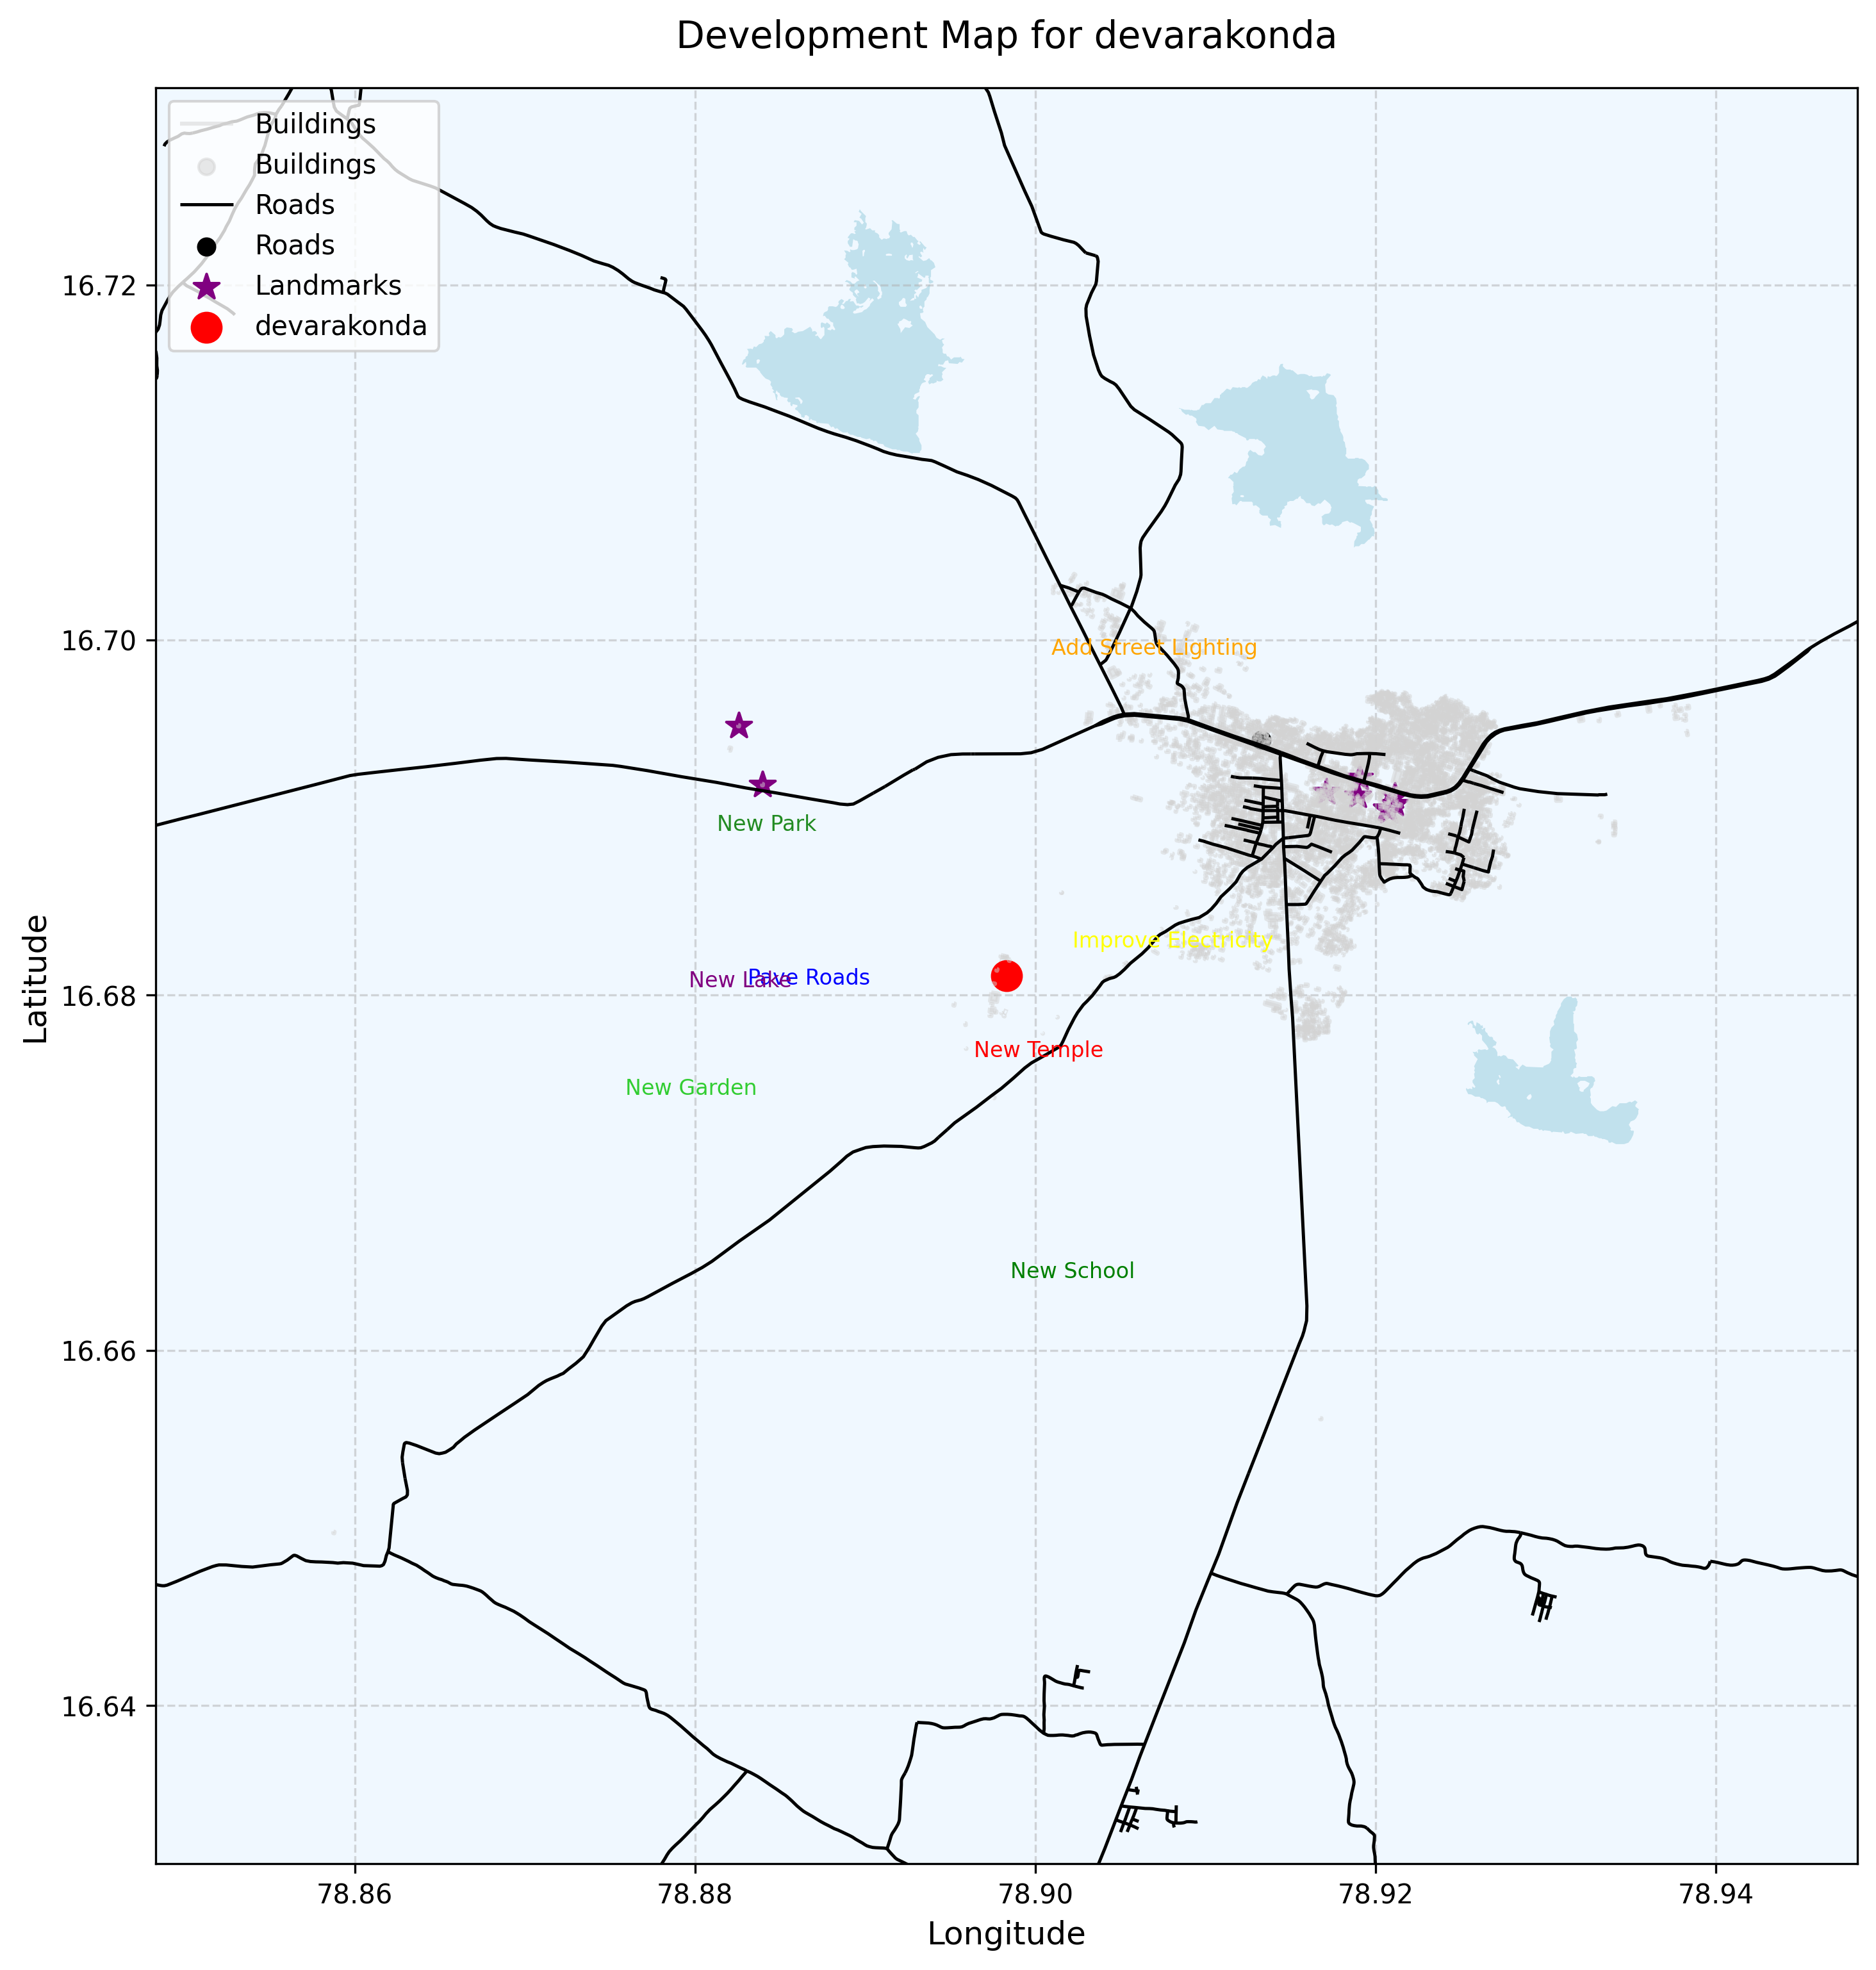 Development Map for devarakonda
Buildings
Buildings
Roads
Roads
Landmarks
devarakonda
16.72
16.70
16.68
16.66
16.64
Latitude
Add Street Lighting
New Park
Improve Electricity
New Lake
Pave Roads
New Temple
New Garden
New School
78.86
78.88
78.90
78.92
78.94
Longitude